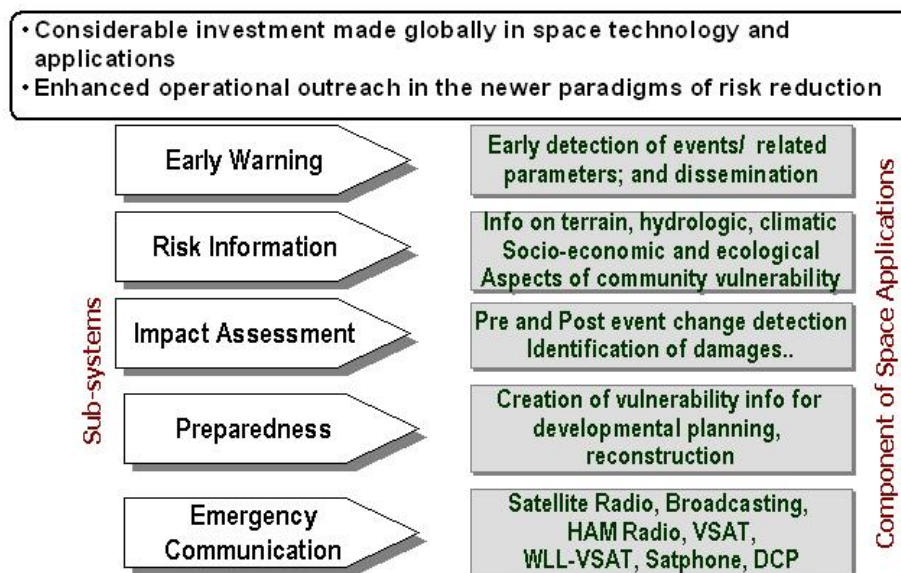 • Considerable investment made globally in space technology and
applications
• Enhanced operational outreach in the newer paradigms of risk reduction
Sub-systems
Early Warning
Early detection of events/ related
parameters; and dissemination
Risk Information
Info on terrain, hydrologic, climatic
Socio-economic and ecological
Aspects of community vulnerability
Impact Assessment
Pre and Post event change detection
Identification of damages..
Preparedness
Creation of vulnerability info for
developmental planning,
reconstruction
Emergency
Communication
Satellite Radio, Broadcasting,
HAM Radio, VSAT,
WLL-VSAT, Satphone, DCP
Component of Space Applications